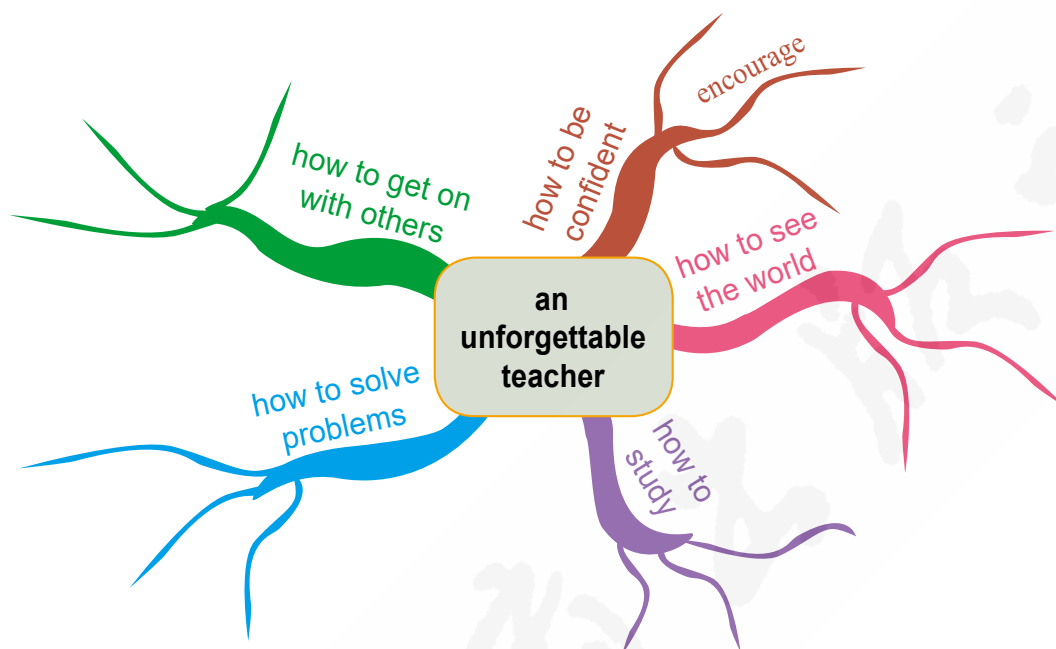 encourage
how to be
confident
how to get on
with others
how to see
the world
an
unforgettable
teacher
how to solve
problems
how to
study